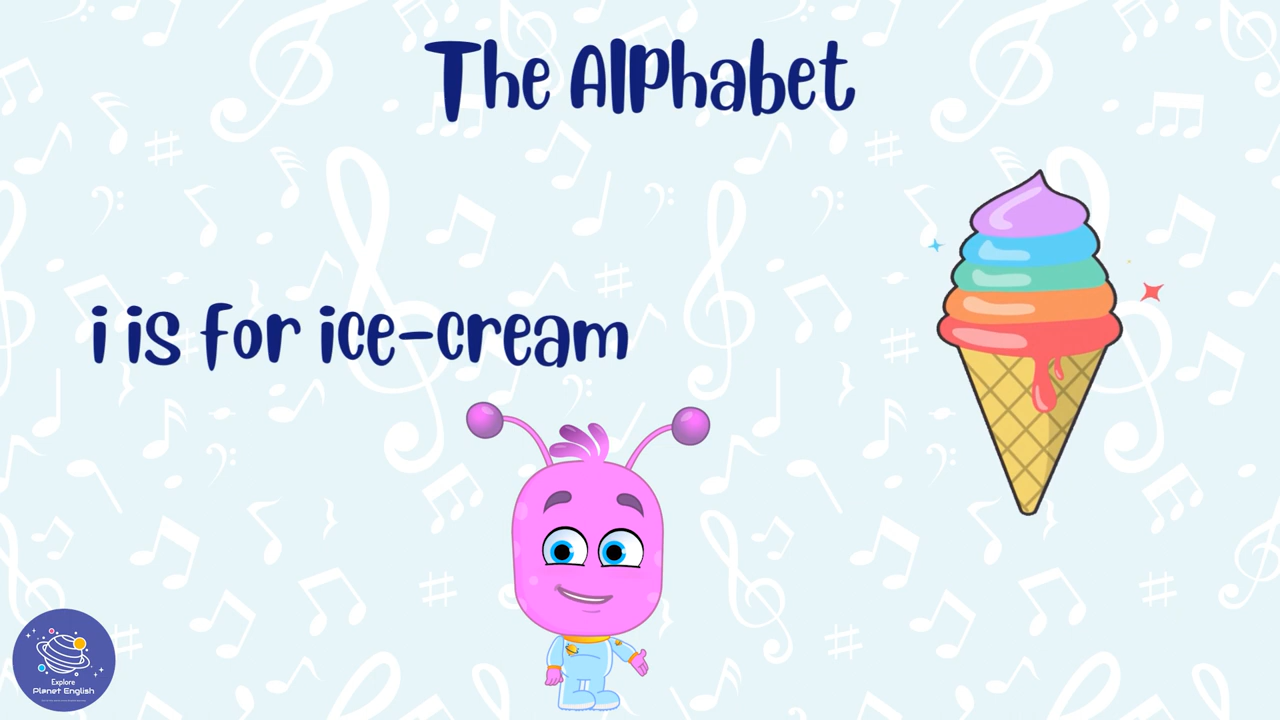 The Alphabet
i is for ice-cream
Explore
Planet English